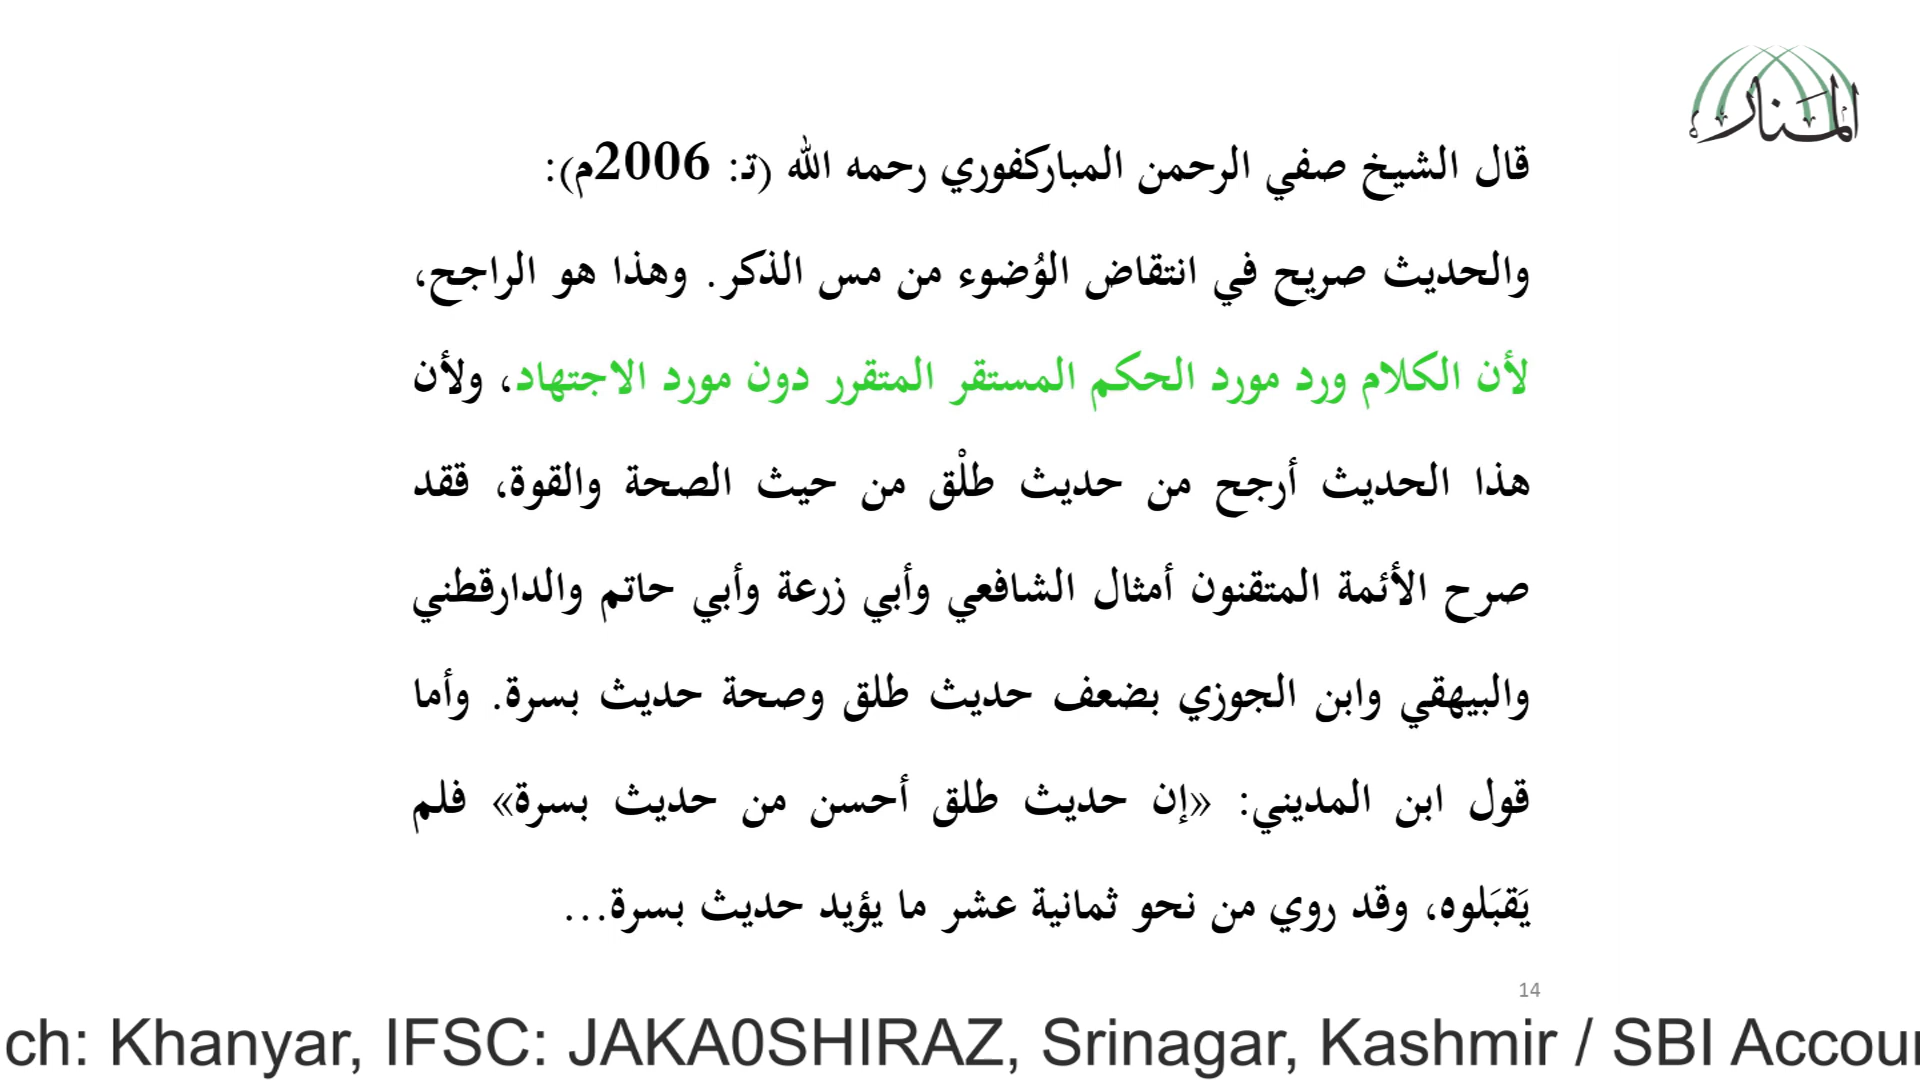 المنار
قال الشيخ صفي الرحمن المباركفوري رحمه الله (تـ: 2006م):
والحديث صريح في انتقاض الوُضوء من مس الذكر. وهذا هو الراجح،
لأن الكلام ورد مورد الحكم المستقر المتقرر دون مورد الاجتهاد، ولأن
هذا الحديث أرجح من حديث طلْق من حيث الصحة والقوة، ققد
صرح الأئمة المتقنون أمثال الشافعي وأبي زرعة وأبي حاتم والدارقطني
والبيهقي وابن الجوزي بضعف حديث طلق وصحة حديث بسرة. وأما
قول ابن المديني: «إن حديث طلق أحسن من حديث بسرة» فلم
يَقبَلوه، وقد روي من نحو ثمانية عشر ما يؤيد حديث بسرة...
14
ch: Khanyar, IFSC: JAKA0SHIRAZ, Srinagar, Kashmir / SBI Accour